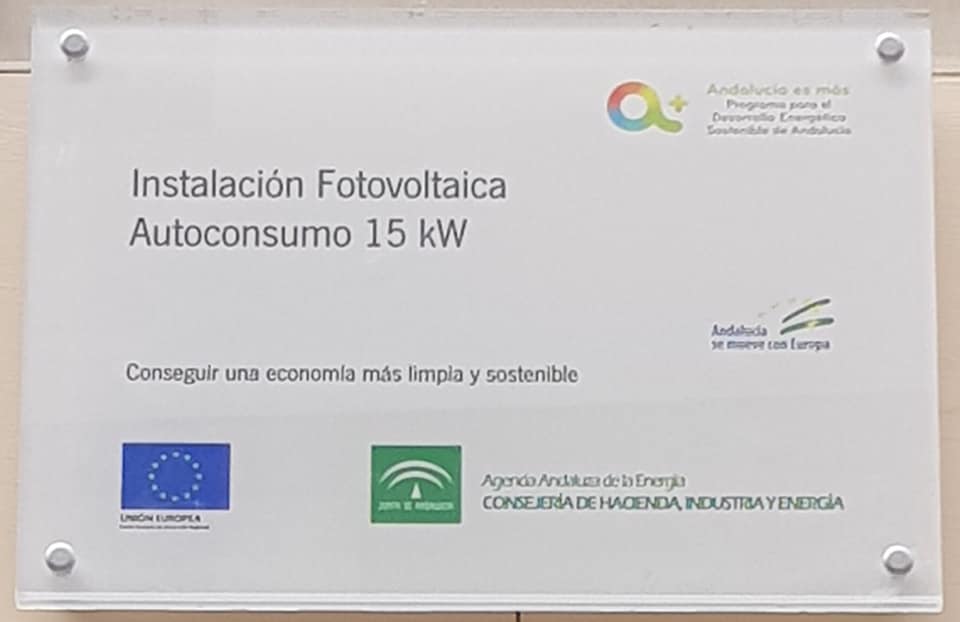 Andalucía es más
Programa para el
Desarrollo Energético
Sostenible de Andalucía
Instalación Fotovoltaica
Autoconsumo 15 kW
Andalucía
se mueve con Europa
Conseguir una economía más limpia y sostenible
UNIÓN EUROPEA
JUNTA DE ANDALUCIA
Agencia Andaluza de la Energía
CONSEJERÍA DE HACIENDA, INDUSTRIA Y ENERGÍA